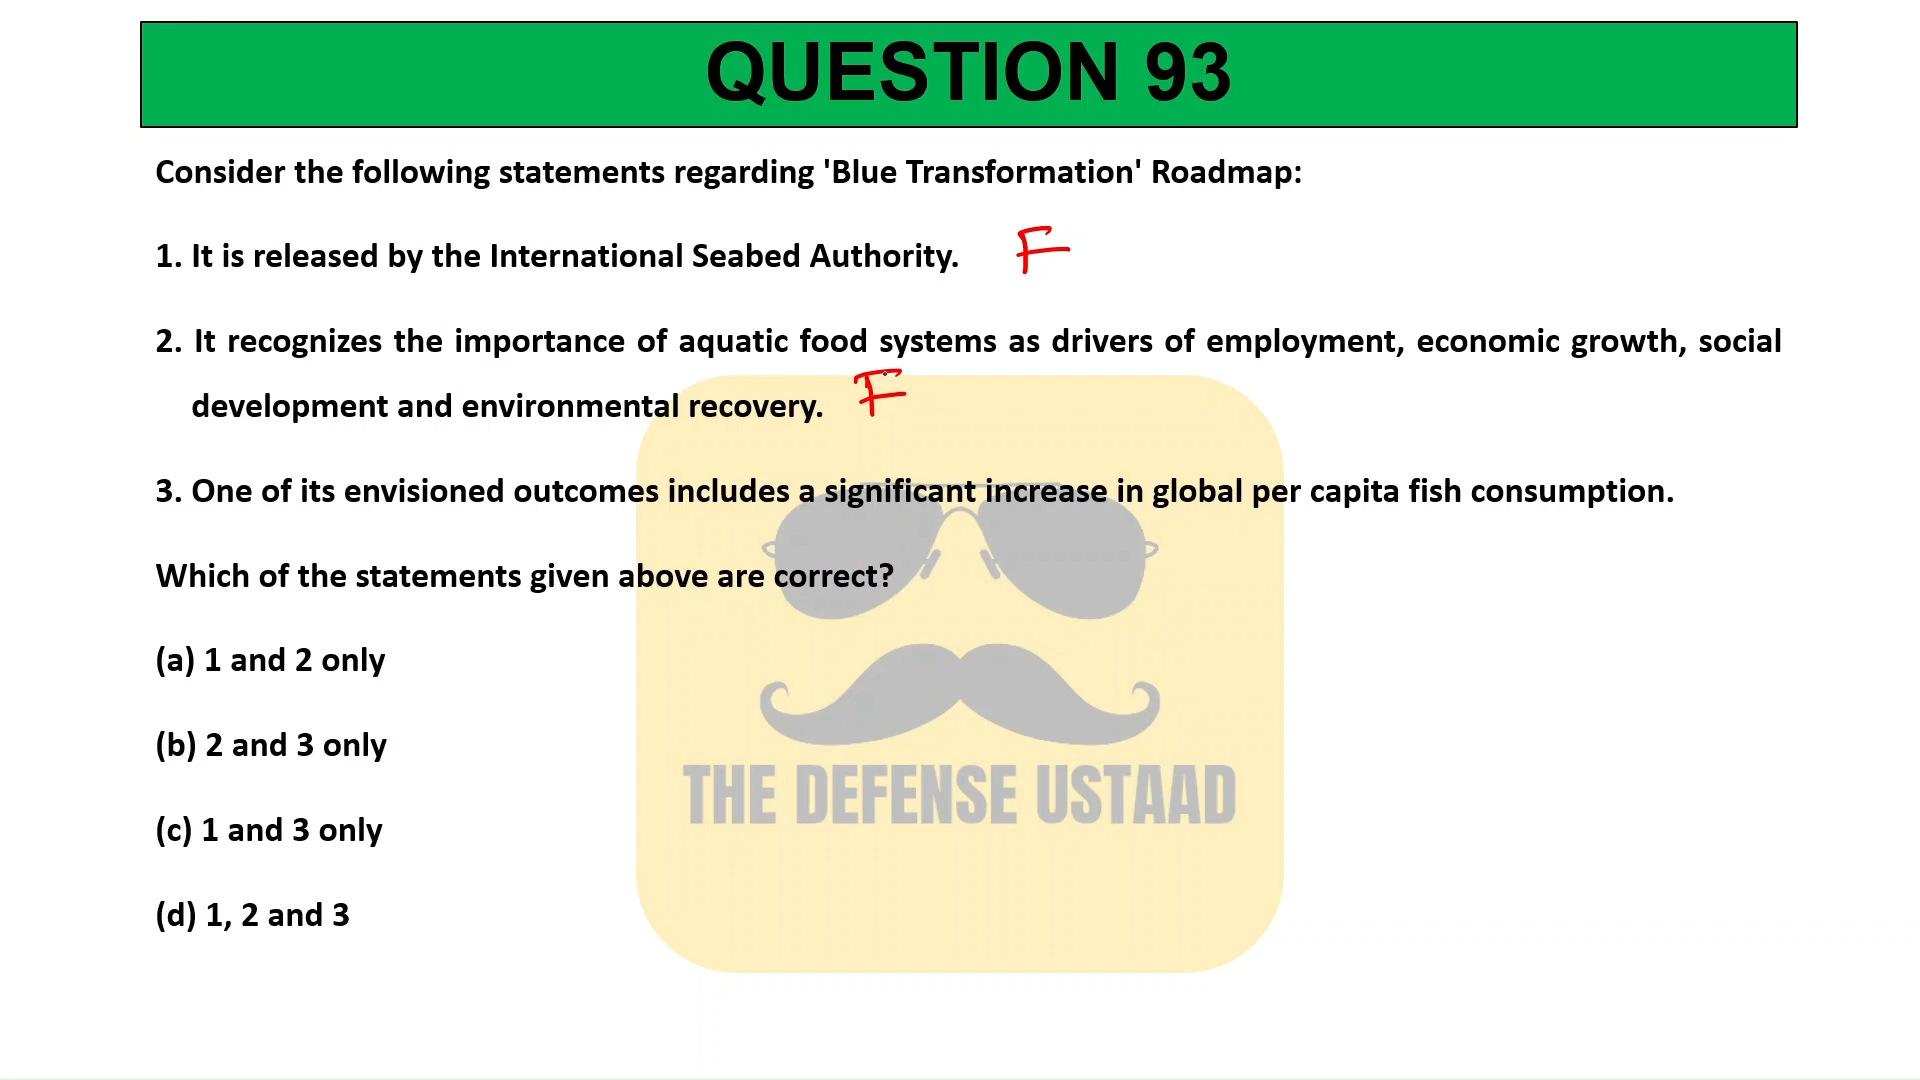 QUESTION 93
Consider the following statements regarding 'Blue Transformation' Roadmap:
1. It is released by the International Seabed Authority. F
2. It recognizes the importance of aquatic food systems as drivers of employment, economic growth, social
development and environmental recovery. F
3. One of its envisioned outcomes includes a significant increase in global per capita fish consumption.
Which of the statements given above are correct?
(a) 1 and 2 only
(b) 2 and 3 only
THE DEFENSE USTAAD
(c) 1 and 3 only
(d) 1, 2 and 3